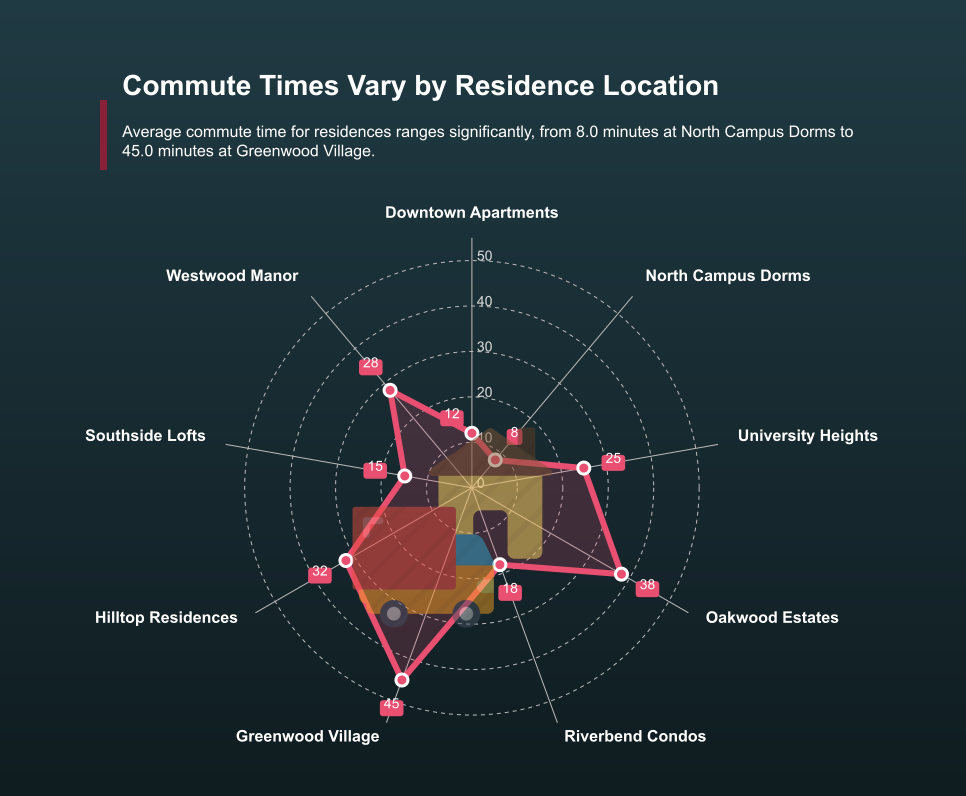 Commute Times Vary by Residence Location
Average commute time for residences ranges significantly, from 8.0 minutes at North Campus Dorms to
45.0 minutes at Greenwood Village.
Downtown Apartments
50
Westwood Manor
North Campus Dorms
40
30
28
20
12
8
10
Southside Lofts
University Heights
25
15
0
32
38
18
Hilltop Residences
Oakwood Estates
45
Greenwood Village
Riverbend Condos